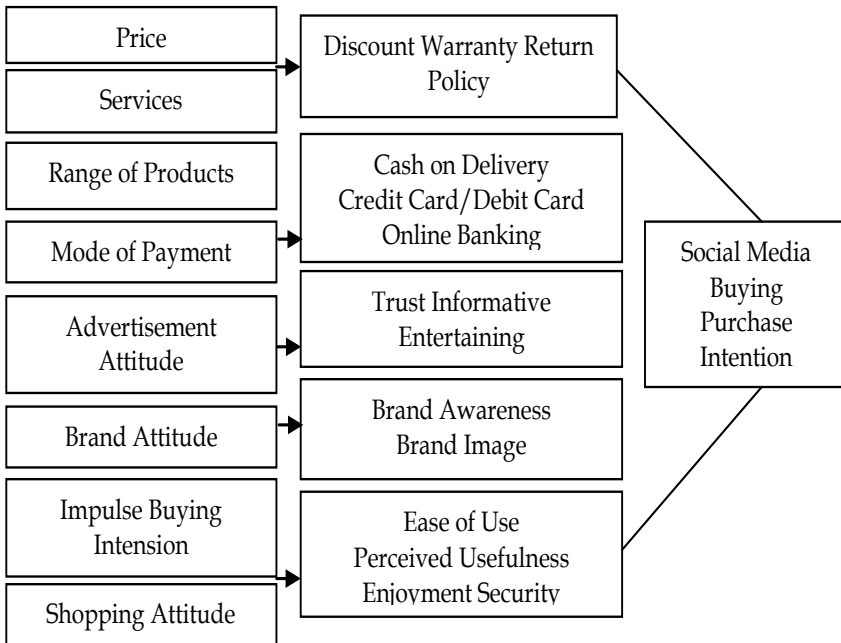 Price
Services
Range of Products
Mode of Payment
Advertisement
Attitude
Brand Attitude
Impulse Buying
Intension
Shopping Attitude
Discount Warranty Return
Policy
Cash on Delivery
Credit Card/Debit Card
Online Banking
Trust Informative
Entertaining
Brand Awareness
Brand Image
Ease of Use
Perceived Usefulness
Enjoyment Security
Social Media
Buying
Purchase
Intention